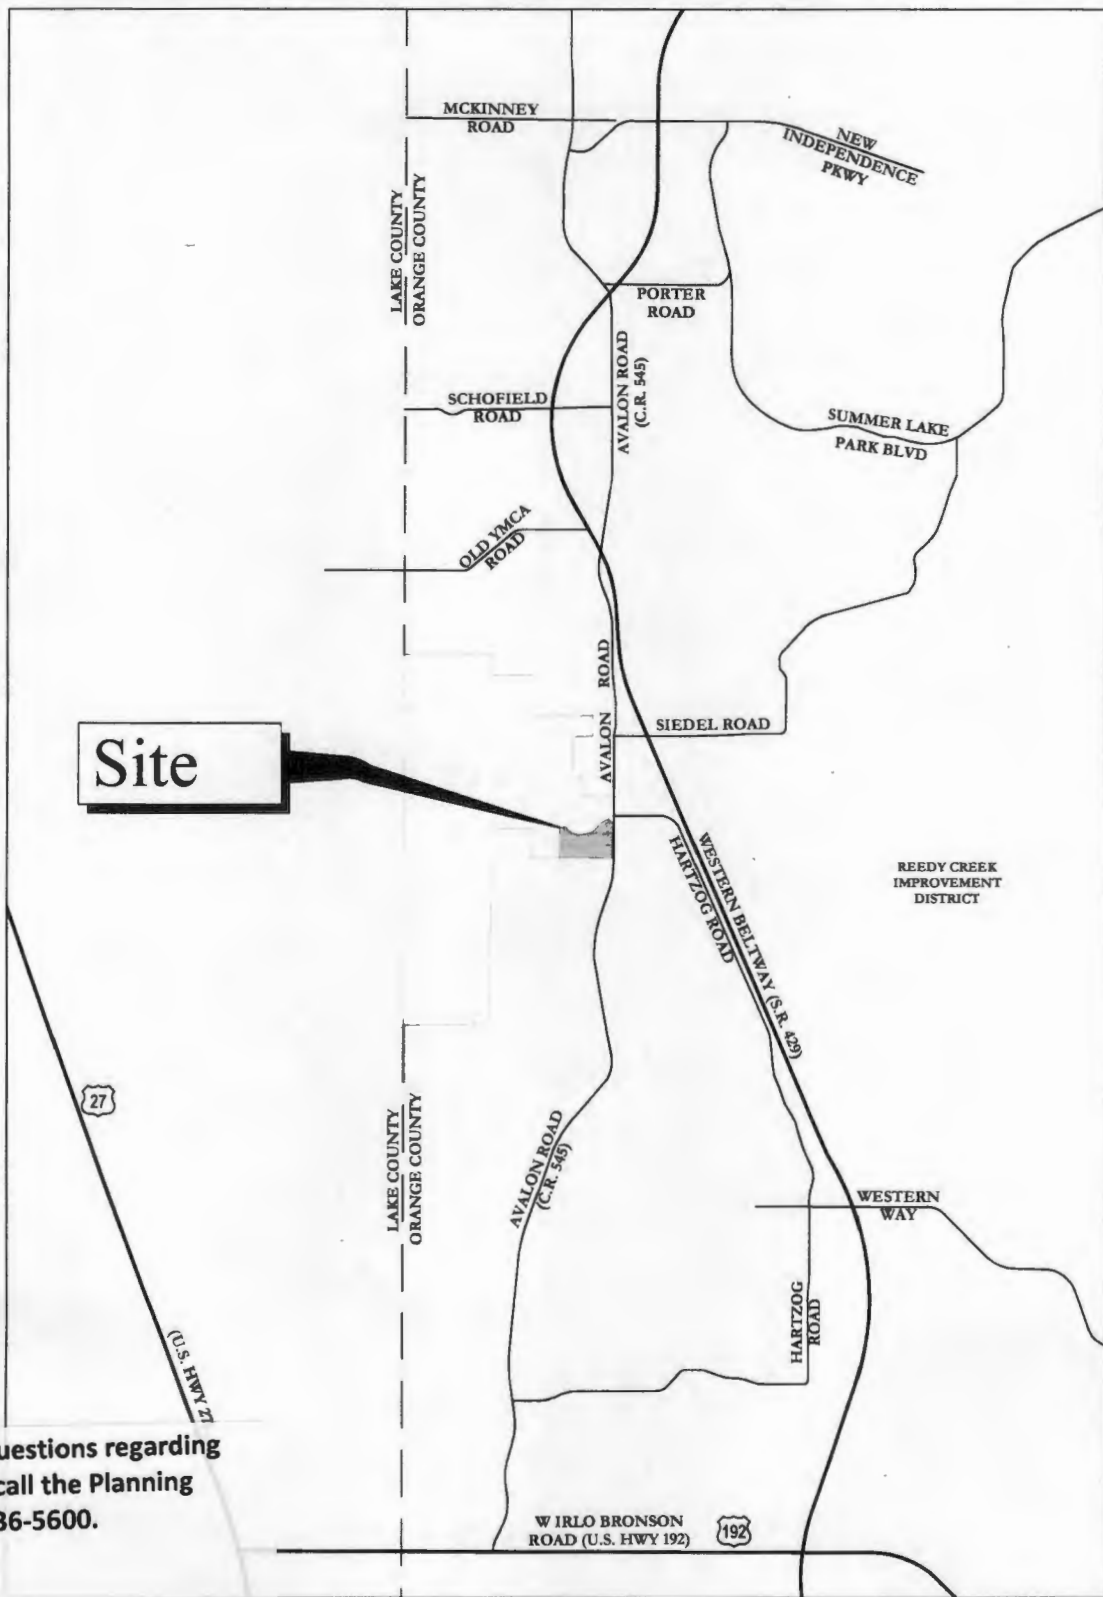 MCKINNEY
ROAD
NEW
INDEPENDENCE
PKWY
LAKE COUNTY
ORANGE COUNTY
PORTER
ROAD
AVALON ROAD
(C.R. 545)
SCHOFIELD
ROAD
SUMMER LAKE
PARK BLVD
OLD YMCA
ROAD
AVALON ROAD
SIEDEL ROAD
Site
HARTZOG ROAD
WESTERN BELTWAY (S.R. 429)
REEDY CREEK
IMPROVEMENT
DISTRICT
27
LAKE COUNTY
ORANGE COUNTY
AVALON ROAD
(C.R. 545)
WESTERN
WAY
HARTZOG
ROAD
(U.S. HWY 27
uestions regarding
call the Planning
36-5600.
W IRLO BRONSON
ROAD (U.S. HWY 192)
192